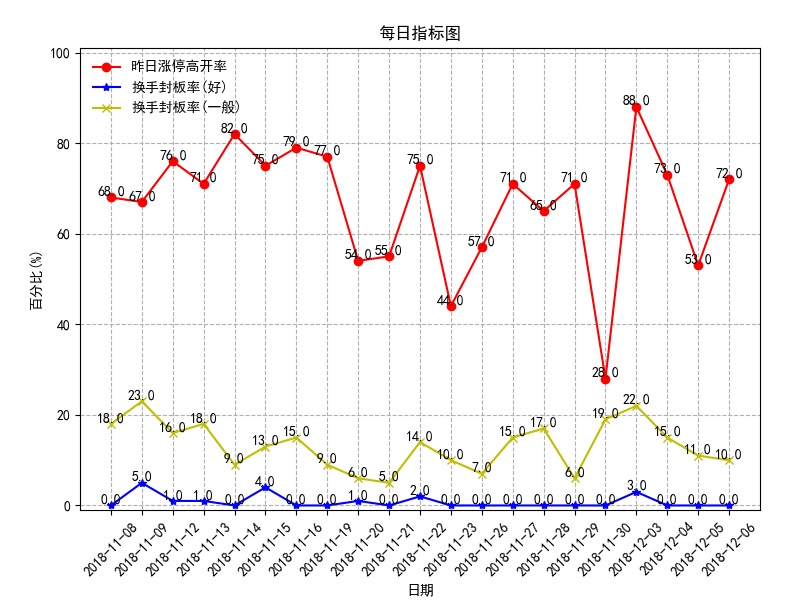 每日指标图
100
80
60
40
20
0
百分比(%)
昨日涨停高开率
换手封板率(好)
换手封板率(一般)
68.0 67.0 76.0 71.0 82.0 75.0 79.0 77.0 54.0 55.0 75.0 44.0 57.0 71.0 65.0 71.0 28.0 88.0 73.0 53.0 72.0
18.0 23.0 16.0 18.0 9.0 13.0 15.0 9.0 6.0 5.0 14.0 10.0 7.0 15.0 17.0 6.0 19.0 22.0 15.0 11.0 10.0
0.0 5.0 1.0 1.0 0.0 4.0 0.0 0.0 1.0 0.0 2.0 0.0 0.0 0.0 0.0 0.0 0.0 3.0 0.0 0.0 0.0
2018-11-08 2018-11-09 2018-11-12 2018-11-13 2018-11-14 2018-11-15 2018-11-16 2018-11-19 2018-11-20 2018-11-21 2018-11-22 2018-11-23 2018-11-26 2018-11-27 2018-11-28 2018-11-29 2018-11-30 2018-12-03 2018-12-04 2018-12-05 2018-12-06
日期